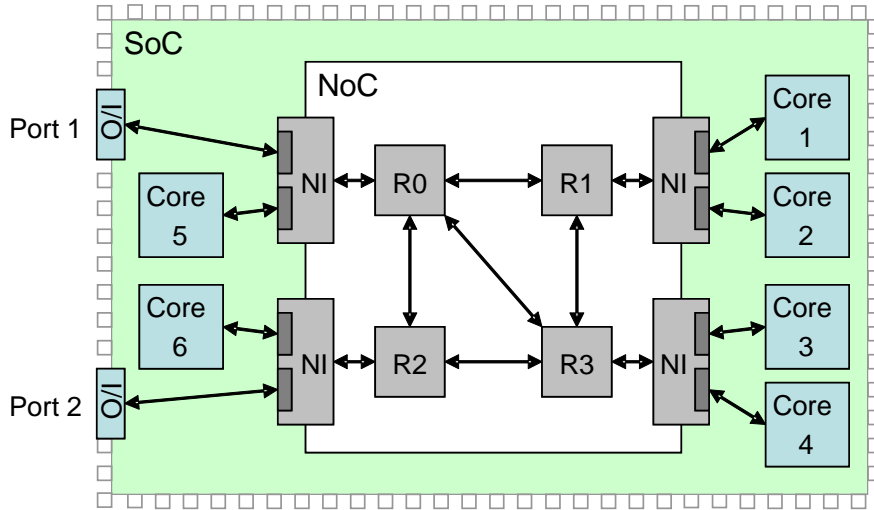 SoC
NoC
Port 1
I/O
NI
R0
R1
NI
Core
1
Core
5
Core
2
Core
6
Core
3
NI
R2
R3
NI
Port 2
I/O
Core
4